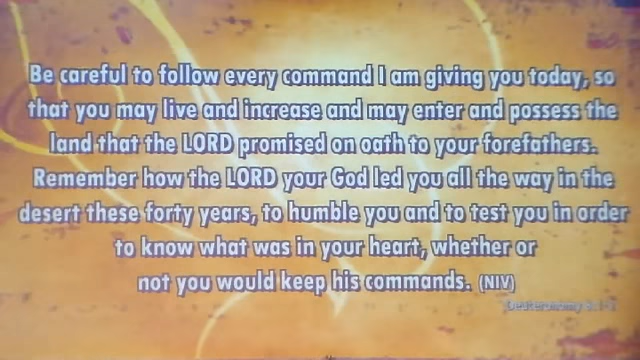 Be careful to follow every command I am giving you today, so
that you may live and increase and may enter and possess the
land that the LORD promised on oath to your forefathers.
Remember how the LORD your God led you all the way in the
desert these forty years, to humble you and to test you in order
to know what was in your heart, whether or
not you would keep his commands. (NIV)
Deuteronomy